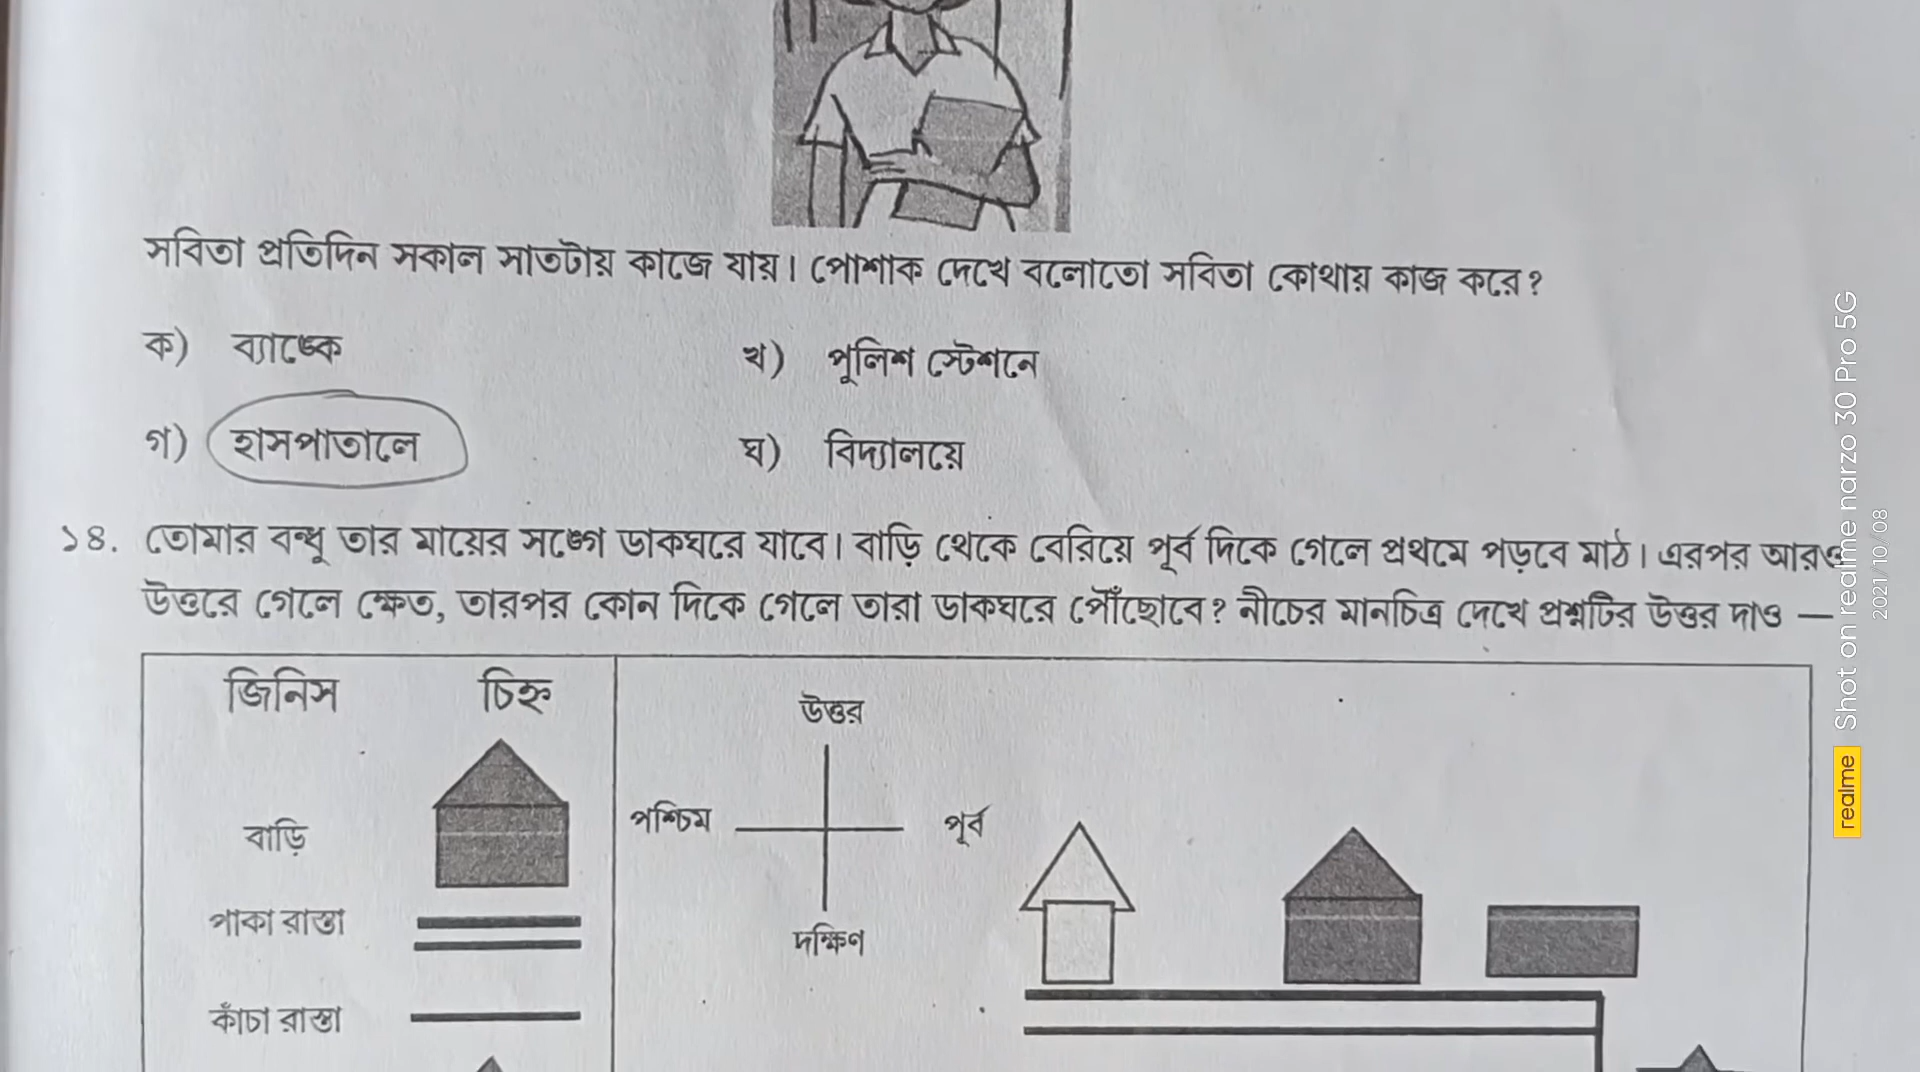 সবিতা প্রতিদিন সকাল সাতটায় কাজে যায়। পোশাক দেখে বলোতো সবিতা কোথায় কাজ করে?
ক) ব্যাঙ্কে
খ) পুলিশ স্টেশনে
গ) হাসপাতালে
ঘ) বিদ্যালয়ে
১৪. তোমার বন্ধু তার মায়ের সঙ্গে ডাকঘরে যাবে। বাড়ি থেকে বেরিয়ে পূর্ব দিকে গেলে প্রথমে পড়বে মাঠ। এরপর আরও
উত্তরে গেলে ক্ষেত, তারপর কোন দিকে গেলে তারা ডাকঘরে পৌঁছোবে? নীচের মানচিত্র দেখে প্রশ্নটির উত্তর দাও —
জিনিস চিহ্ন
বাড়ি
পাকা রাস্তা
কাঁচা রাস্তা
উত্তর
পশ্চিম
পূর্ব
দক্ষিণ
realme Shot on realme narzo 30 Pro 5G
2021/10/08